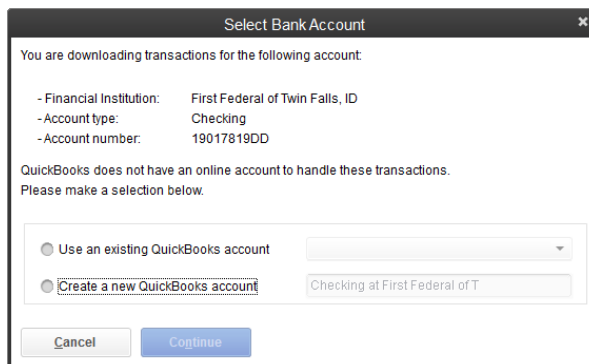 Select Bank Account
You are downloading transactions for the following account:
- Financial Institution: First Federal of Twin Falls, ID
- Account type: Checking
- Account number: 19017819DD
QuickBooks does not have an online account to handle these transactions.
Please make a selection below.
Use an existing QuickBooks account
Create a new QuickBooks account Checking at First Federal of T
Cancel Continue